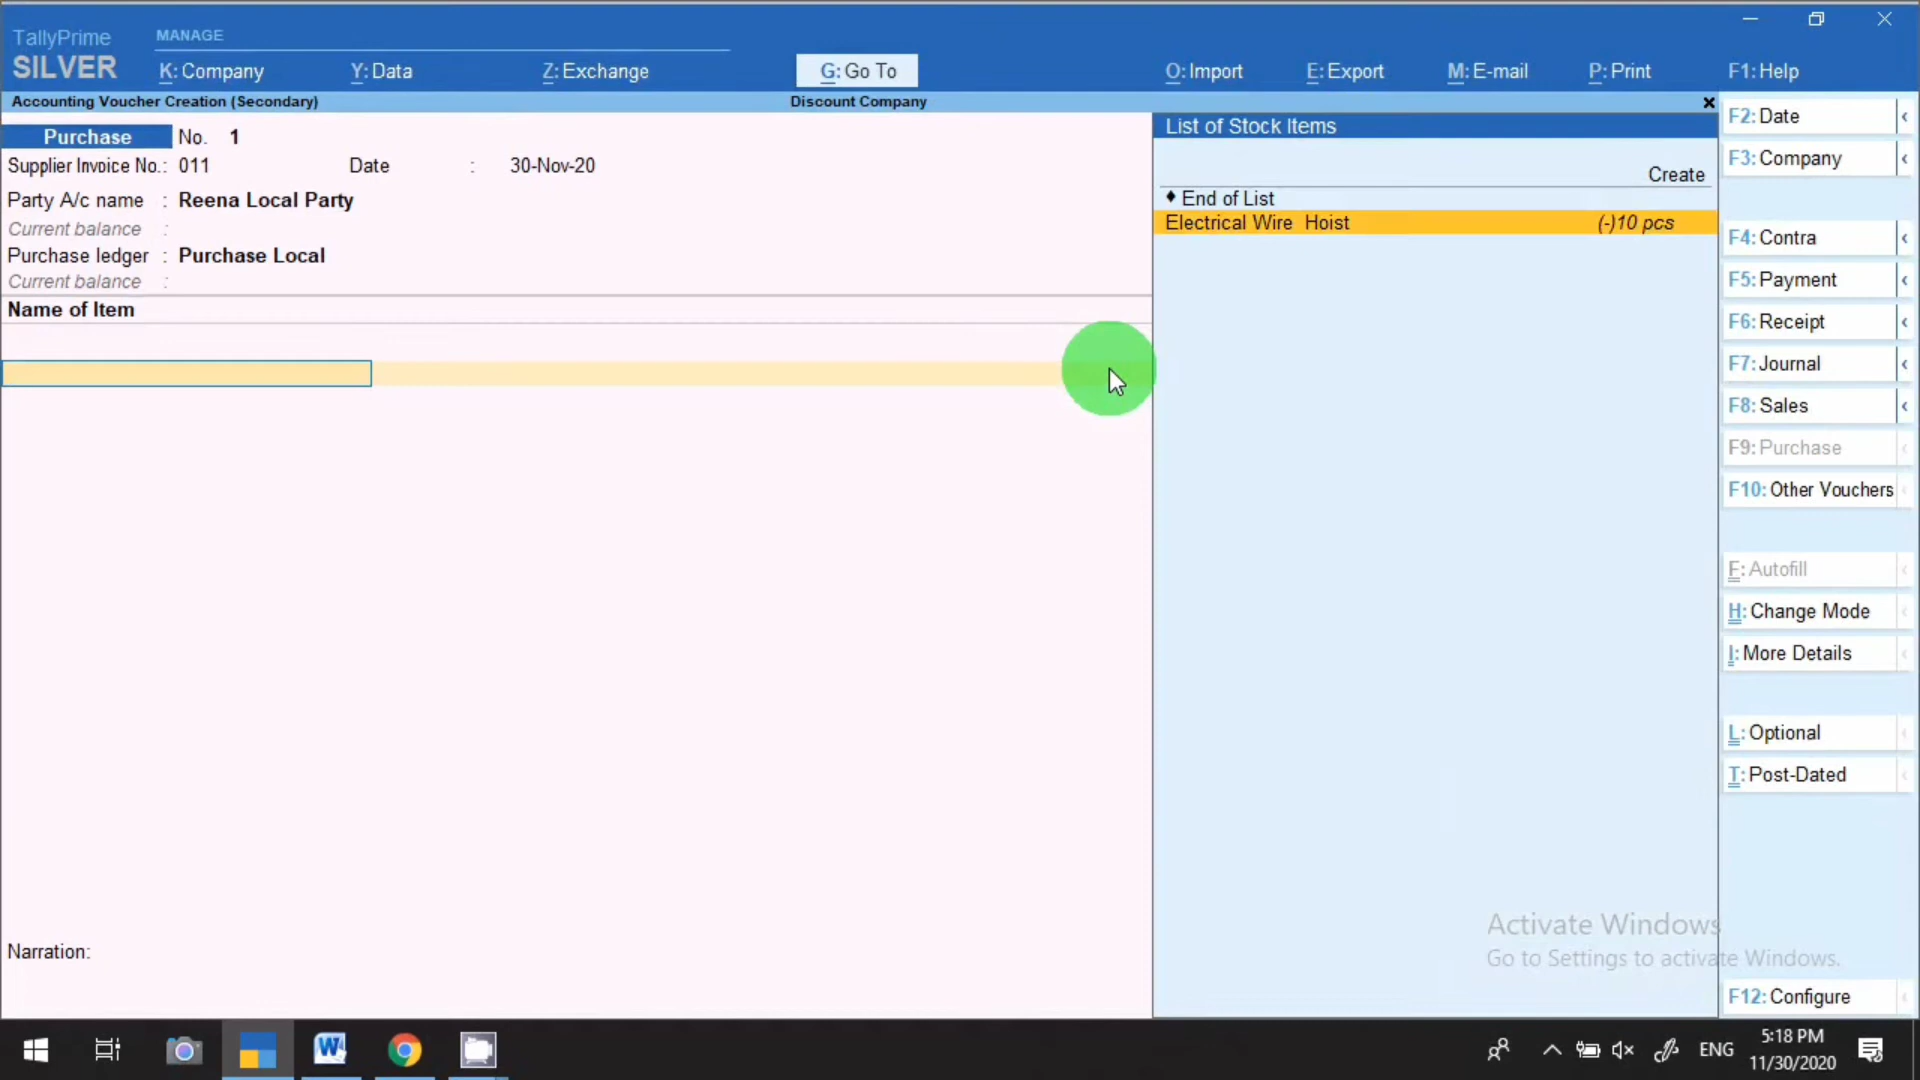 TallyPrime
SILVER
MANAGE
K: Company
Y: Data
Z: Exchange
G: Go To
O: Import
E: Export
M: E-mail
P: Print
F1: Help
Accounting Voucher Creation (Secondary)
Discount Company
Purchase No. 1
Supplier Invoice No.: 011 Date : 30-Nov-20
Party A/c name : Reena Local Party
Current balance :
Purchase ledger : Purchase Local
Current balance :
Name of Item
Narration:
List of Stock Items
Create
♦ End of List
Electrical Wire Hoist (-)10 pcs
F2: Date
F3: Company
F4: Contra
F5: Payment
F6: Receipt
F7: Journal
F8: Sales
F9: Purchase
F10: Other Vouchers
F: Autofill
H: Change Mode
I: More Details
L: Optional
T: Post-Dated
Activate Windows
Go to Settings to activate Windows.
F12: Configure
ENG
5:18 PM
11/30/2020